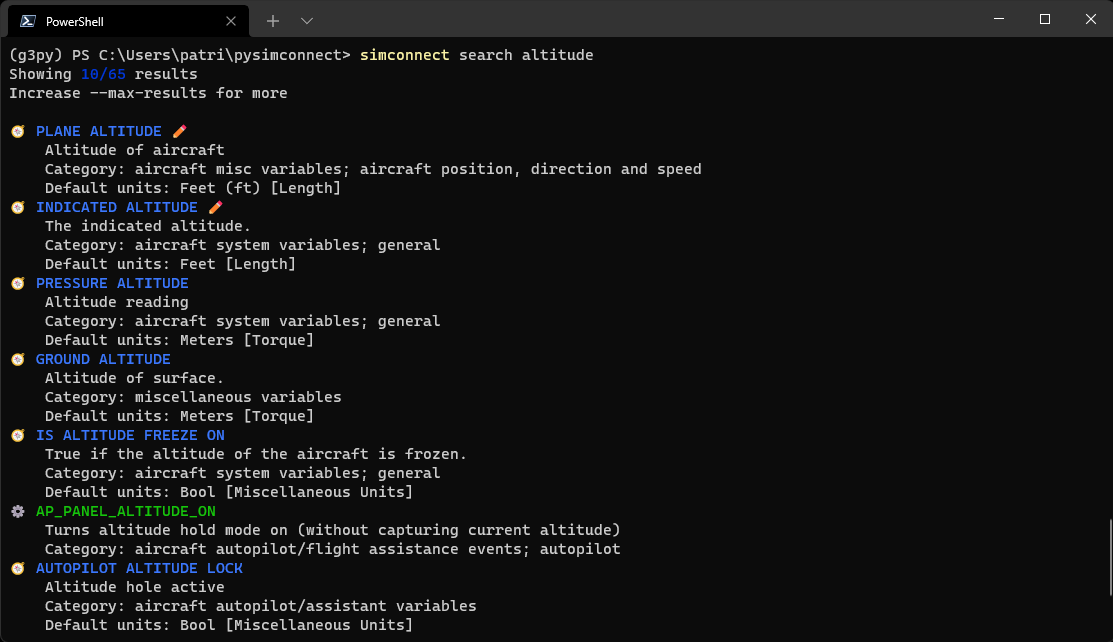 PowerShell
(g3py) PS C:\Users\patri\pysimconnect> simconnect search altitude
Showing 10/65 results
Increase --max-results for more
PLANE ALTITUDE
Altitude of aircraft
Category: aircraft misc variables; aircraft position, direction and speed
Default units: Feet (ft) [Length]
INDICATED ALTITUDE
The indicated altitude.
Category: aircraft system variables; general
Default units: Feet [Length]
PRESSURE ALTITUDE
Altitude reading
Category: aircraft system variables; general
Default units: Meters [Torque]
GROUND ALTITUDE
Altitude of surface.
Category: miscellaneous variables
Default units: Meters [Torque]
IS ALTITUDE FREEZE ON
True if the altitude of the aircraft is frozen.
Category: aircraft system variables; general
Default units: Bool [Miscellaneous Units]
AP_PANEL_ALTITUDE_ON
Turns altitude hold mode on (without capturing current altitude)
Category: aircraft autopilot/flight assistance events; autopilot
AUTOPILOT ALTITUDE LOCK
Altitude hole active
Category: aircraft autopilot/assistant variables
Default units: Bool [Miscellaneous Units]